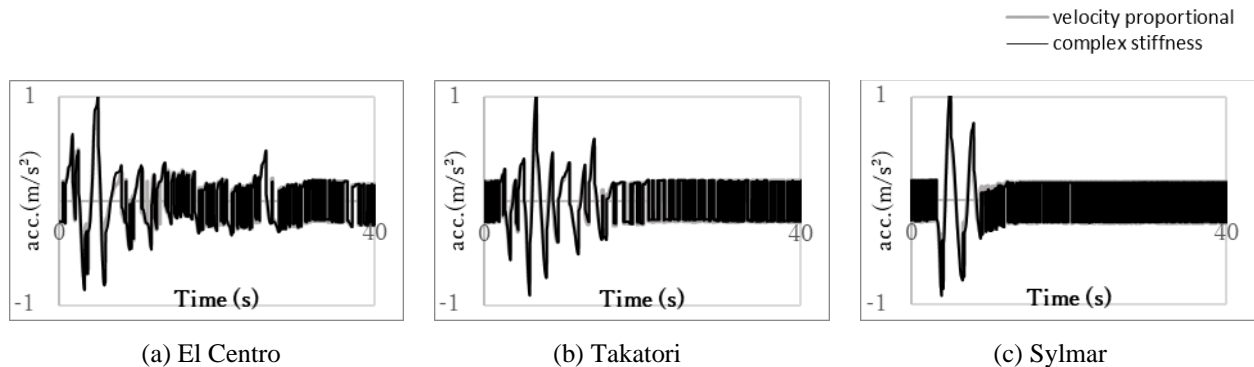 velocity proportional
complex stiffness
1
acc.(m/s²)
0
40
Time (s)
-1
(a) El Centro
1
acc.(m/s²)
0
40
Time (s)
-1
(b) Takatori
1
acc.(m/s²)
0
40
Time (s)
-1
(c) Sylmar